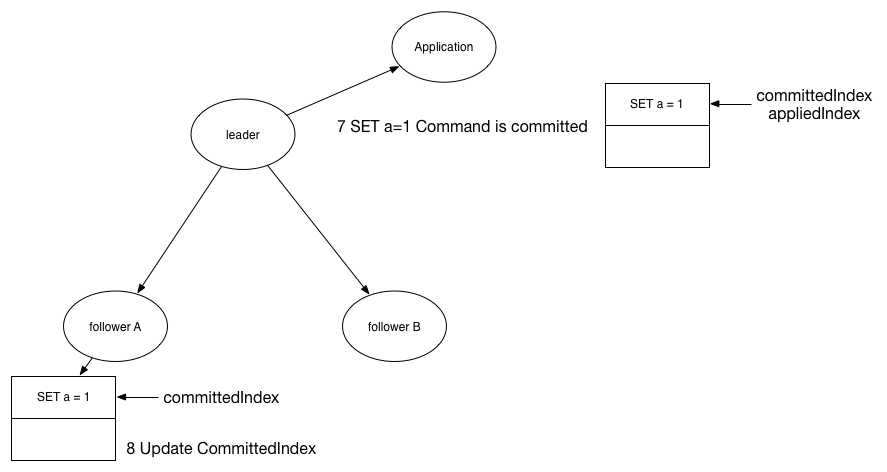 Application
SET a = 1
committedIndex
appliedIndex
leader
7 SET a=1 Command is committed
follower A
follower B
SET a = 1
committedIndex
8 Update CommittedIndex